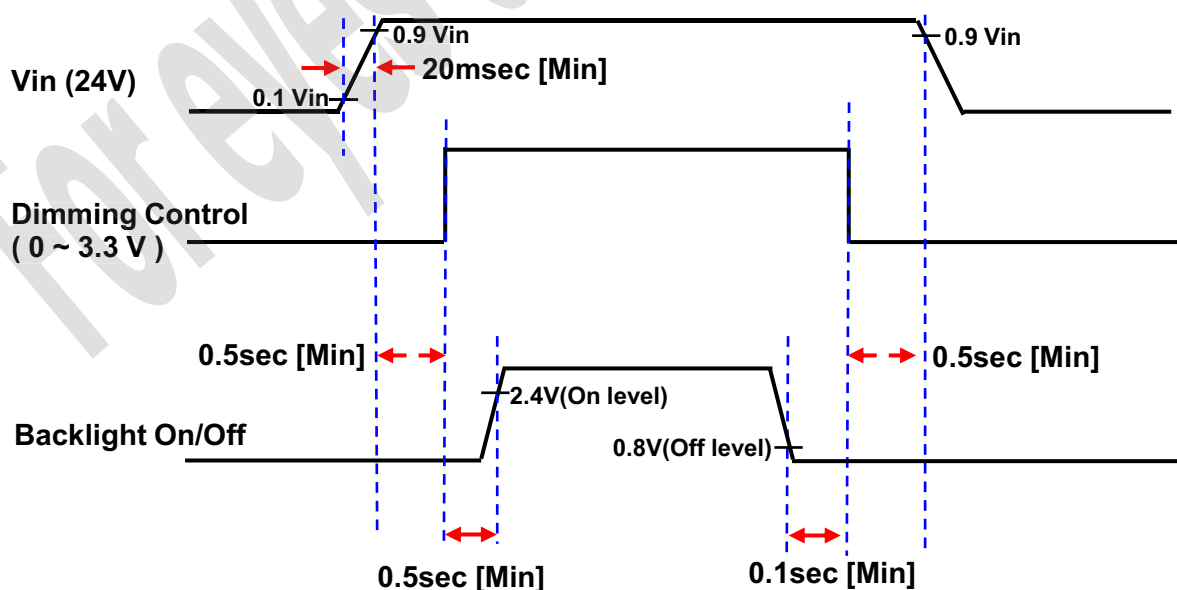 0.9 Vin
0.9 Vin
Vin (24V)
20msec [Min]
0.1 Vin
Dimming Control
( 0 ~ 3.3 V )
0.5sec [Min]
0.5sec [Min]
2.4V(On level)
Backlight On/Off
0.8V(Off level)
0.5sec [Min]
0.1sec [Min]
for eyes